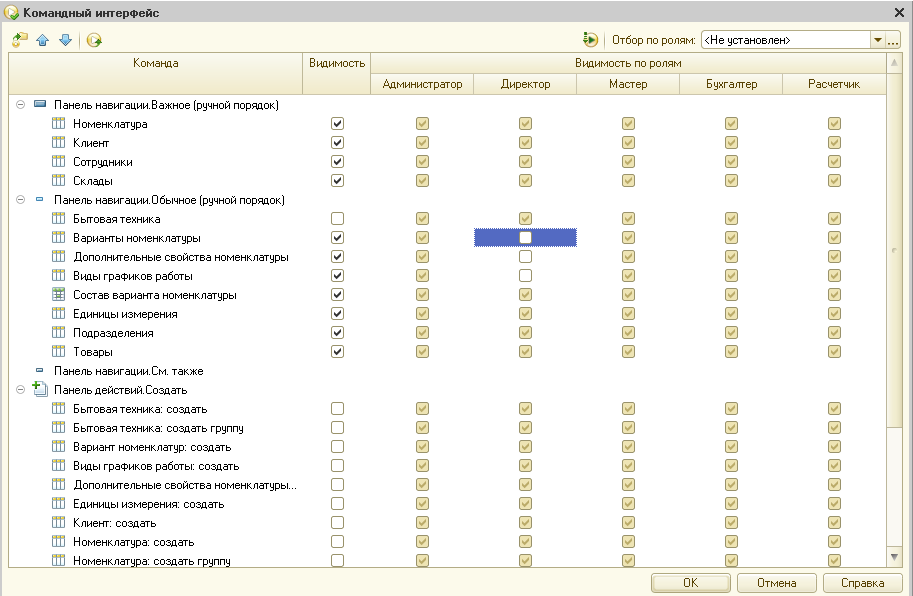 Командный интерфейс
Отбор по ролям: <Не установлен>
Команда Видимость Видимость по ролям
Администратор Директор Мастер Бухгалтер Расчетчик
Панель навигации.Важное (ручной порядок)
Номенклатура
Клиент
Сотрудники
Склады
Панель навигации.Обычное (ручной порядок)
Бытовая техника
Варианты номенклатуры
Дополнительные свойства номенклатуры
Виды графиков работы
Состав варианта номенклатуры
Единицы измерения
Подразделения
Товары
Панель навигации.См. также
Панель действий.Создать
Бытовая техника: создать
Бытовая техника: создать группу
Вариант номенклатур: создать
Виды графиков работы: создать
Дополнительные свойства номенклатуры...
Единицы измерения: создать
Клиент: создать
Номенклатура: создать
Номенклатура: создать группу
OK Отмена Справка